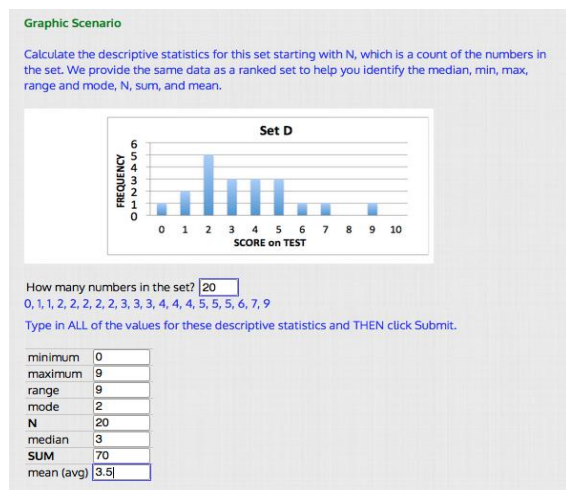 Graphic Scenario
Calculate the descriptive statistics for this set starting with N, which is a count of the numbers in
the set. We provide the same data as a ranked set to help you identify the median, min, max,
range and mode, N, sum, and mean.
Set D
FREQUENCY
6
5
4
3
2
1
0
0 1 2 3 4 5 6 7 8 9 10
SCORE on TEST
How many numbers in the set? 20
0, 1, 1, 2, 2, 2, 2, 2, 3, 3, 3, 4, 4, 4, 5, 5, 5, 6, 7, 9
Type in ALL of the values for these descriptive statistics and THEN click Submit.
minimum 0
maximum 9
range 9
mode 2
N 20
median 3
SUM 70
mean (avg) 3.5